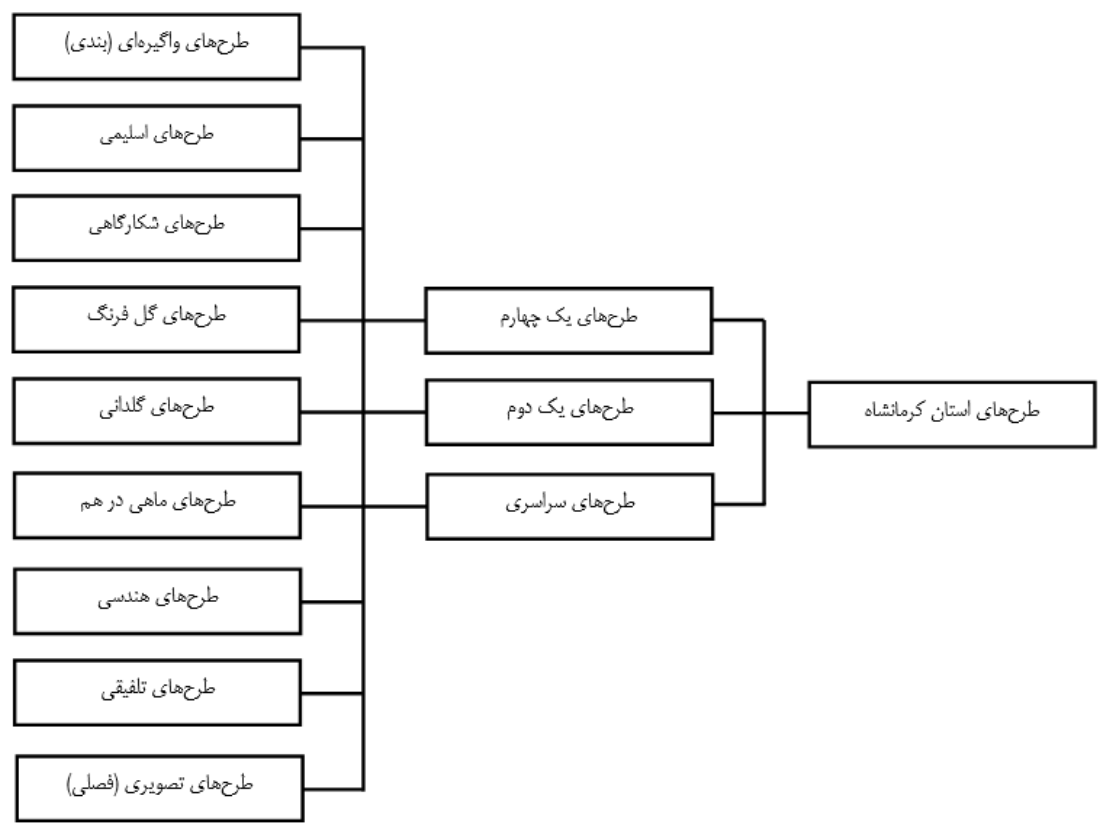 طرح‌های استان کرمانشاه
طرح‌های یک چهارم
طرح‌های یک دوم
طرح‌های سراسری
طرح‌های واگیره‌ای (بندی)
طرح‌های اسلیمی
طرح‌های شکارگاهی
طرح‌های گل فرنگ
طرح‌های گلدانی
طرح‌های ماهی در هم
طرح‌های هندسی
طرح‌های تلفیقی
طرح‌های تصویری (فصلی)